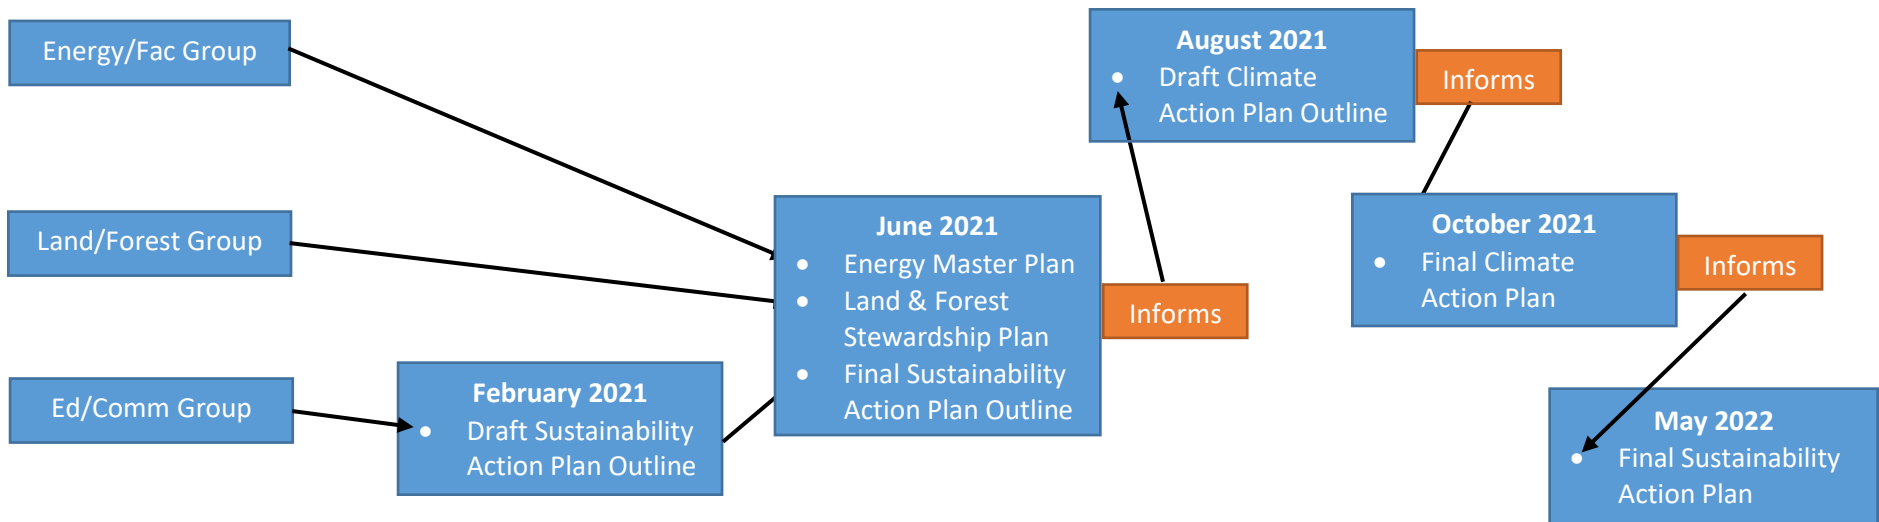 Energy/Fac Group
Land/Forest Group
Ed/Comm Group
February 2021
• Draft Sustainability
Action Plan Outline
June 2021
• Energy Master Plan
• Land & Forest
Stewardship Plan
• Final Sustainability
Action Plan Outline
Informs
August 2021
• Draft Climate
Action Plan Outline
Informs
October 2021
• Final Climate
Action Plan
Informs
May 2022
• Final Sustainability
Action Plan